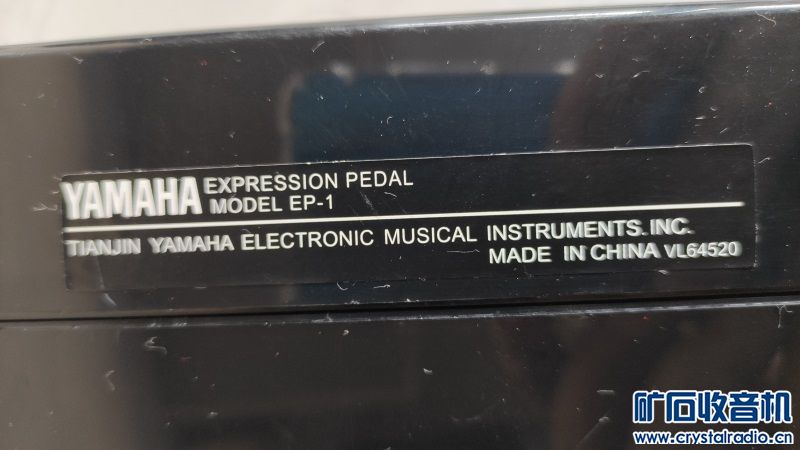 YAMAHA EXPRESSION PEDAL
MODEL EP-1
TIANJIN YAMAHA ELECTRONIC MUSICAL INSTRUMENTS. INC.
MADE IN CHINA VL64520
矿石收音机
www.crystalradio.cn